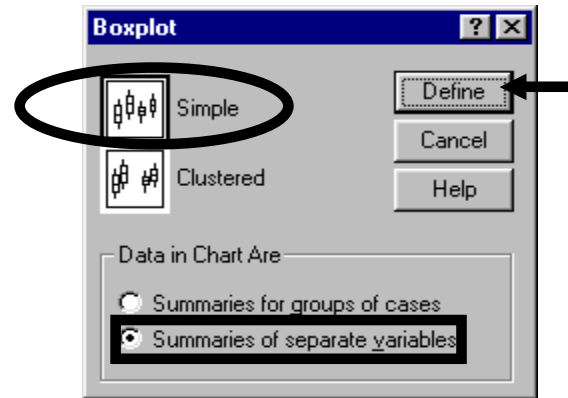 Boxplot
Simple
Define
Cancel
Clustered
Help
Data in Chart Are
Summaries for groups of cases
Summaries of separate variables